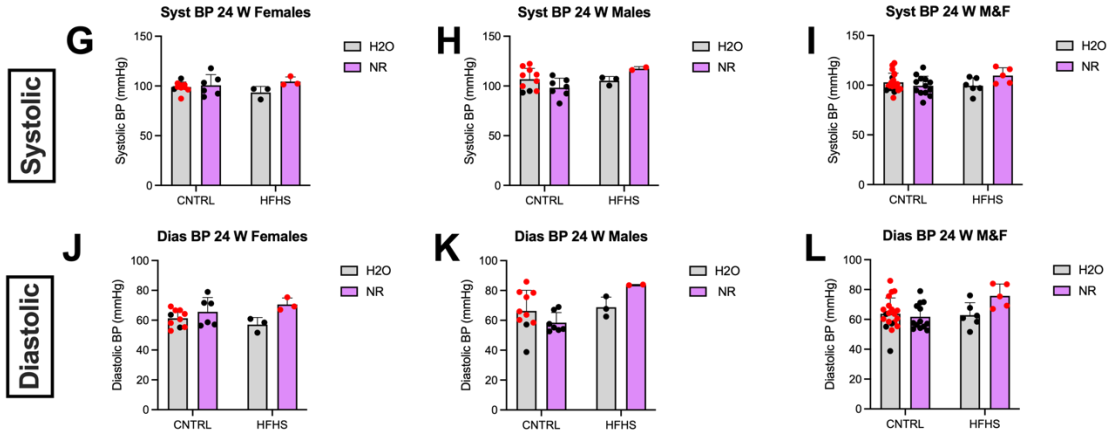 Systolic
G
Syst BP 24 W Females
Systolic BP (mmHg)
150
100
50
0
CNTRL
HFHS
H2O
NR
H
Syst BP 24 W Males
Systolic BP (mmHg)
150
100
50
0
CNTRL
HFHS
H2O
NR
I
Syst BP 24 W M&F
Systolic BP (mmHg)
150
100
50
0
CNTRL
HFHS
H2O
NR
Diastolic
J
Dias BP 24 W Females
Diastolic BP (mmHg)
100
80
60
40
20
0
CNTRL
HFHS
H2O
NR
K
Dias BP 24 W Males
Diastolic BP (mmHg)
100
80
60
40
20
0
CNTRL
HFHS
H2O
NR
L
Dias BP 24 W M&F
Diastolic BP (mmHg)
100
80
60
40
20
0
CNTRL
HFHS
H2O
NR